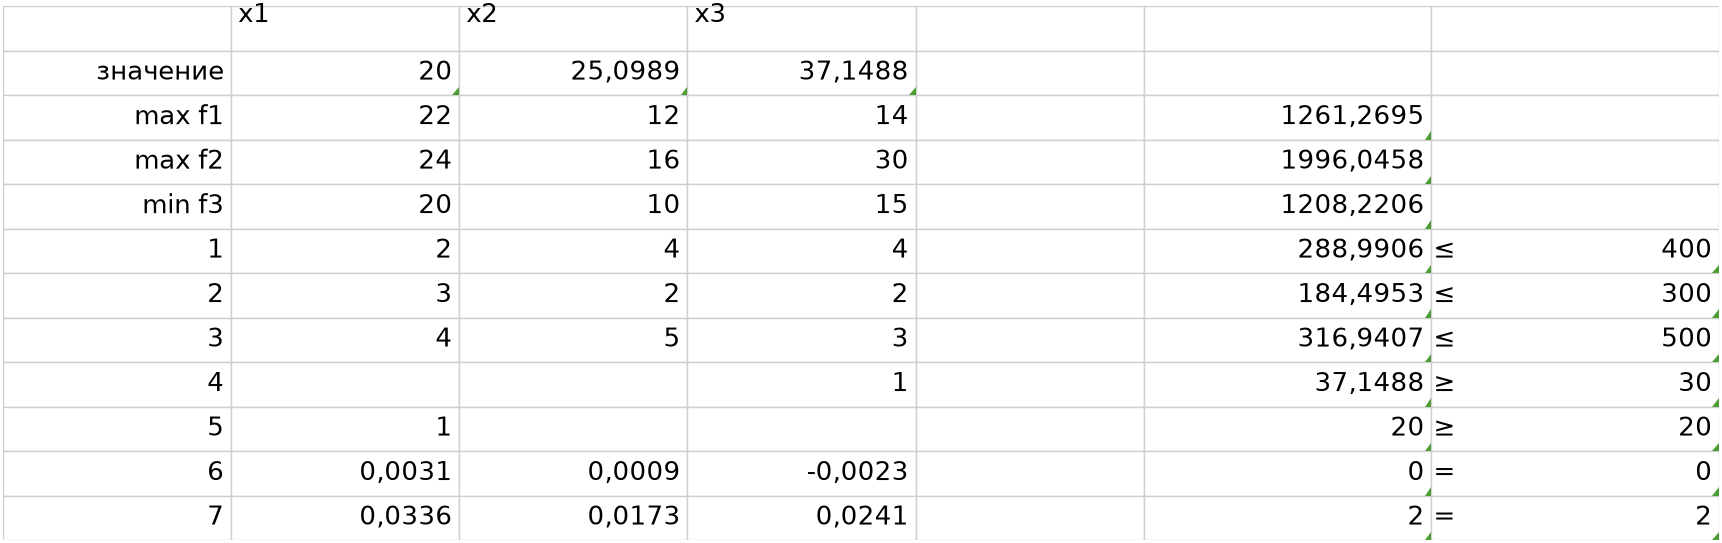 x1 x2 x3
значение 20 25,0989 37,1488
max f1 22 12 14 1261,2695
max f2 24 16 30 1996,0458
min f3 20 10 15 1208,2206
1 2 4 4 288,9906 ≤ 400
2 3 2 2 184,4953 ≤ 300
3 4 5 3 316,9407 ≤ 500
4 1 37,1488 ≥ 30
5 1 20 ≥ 20
6 0,0031 0,0009 -0,0023 0 = 0
7 0,0336 0,0173 0,0241 2 = 2